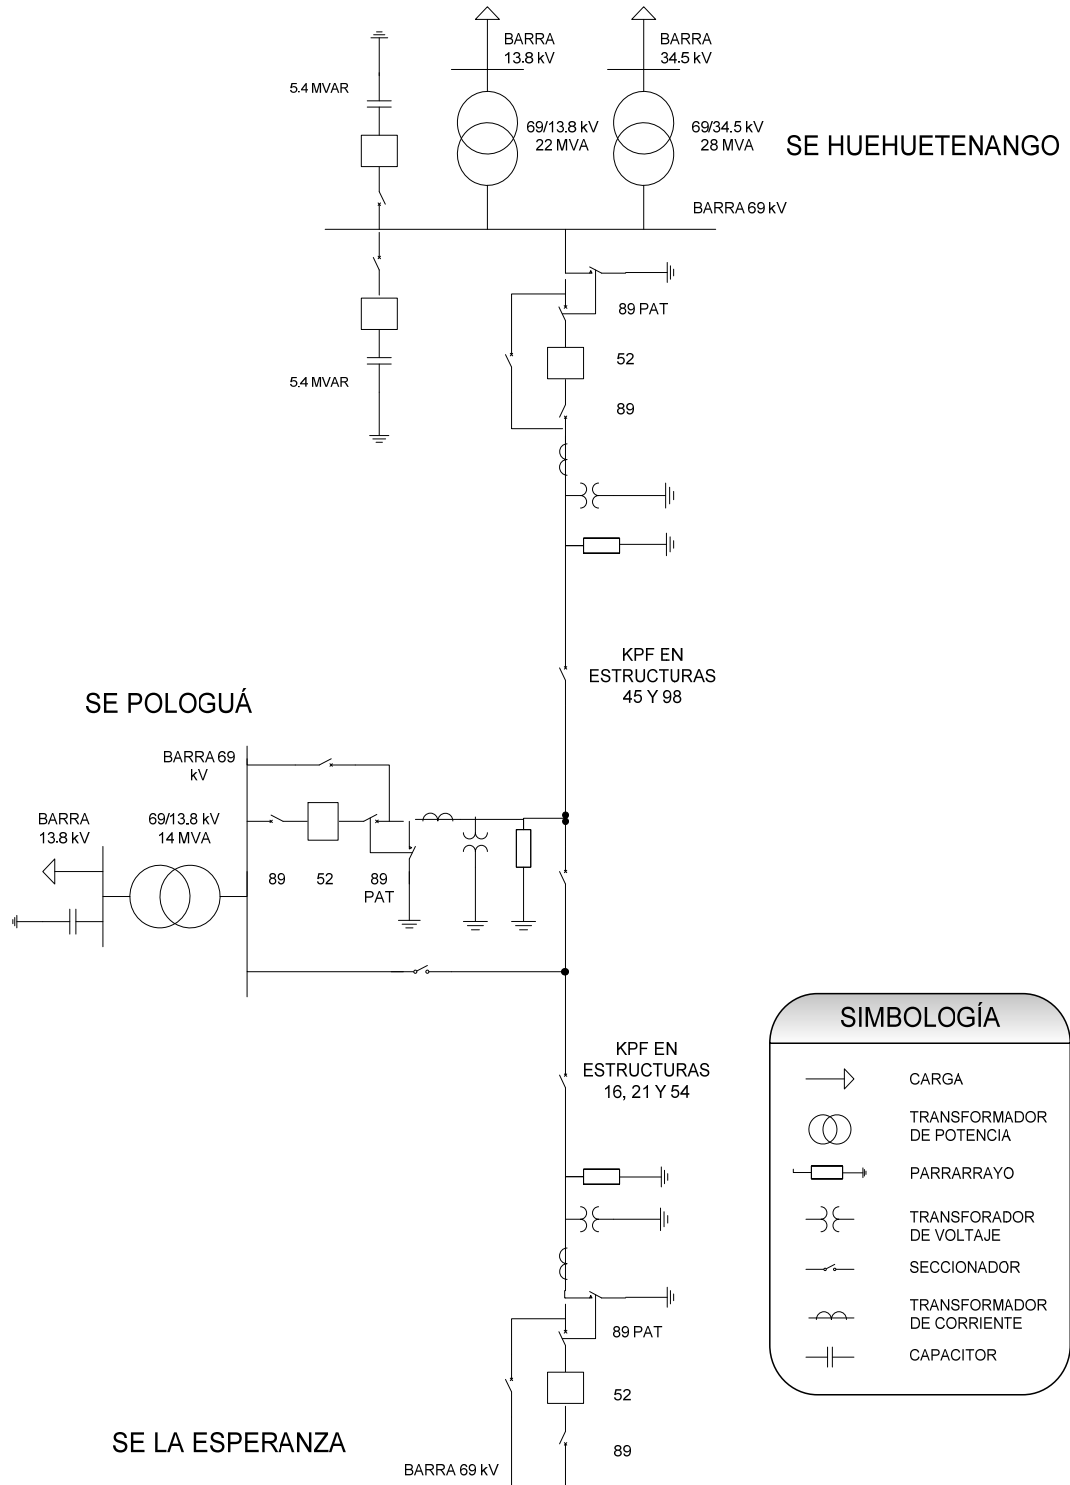 BARRA
13.8 kV
BARRA
34.5 kV
5.4 MVAR
69/13.8 kV
22 MVA
69/34.5 kV
28 MVA
SE HUEHUETENANGO
BARRA 69 kV
89 PAT
52
5.4 MVAR
89
KPF EN
ESTRUCTURAS
45 Y 98
SE POLOGUÁ
BARRA 69
kV
BARRA
13.8 kV
69/13.8 kV
14 MVA
89
52
89
PAT
KPF EN
ESTRUCTURAS
16, 21 Y 54
SIMBOLOGÍA
CARGA
TRANSFORMADOR
DE POTENCIA
PARRARRAYO
TRANSFORADOR
DE VOLTAJE
SECCIONADOR
TRANSFORMADOR
DE CORRIENTE
CAPACITOR
89 PAT
52
SE LA ESPERANZA
89
BARRA 69 kV